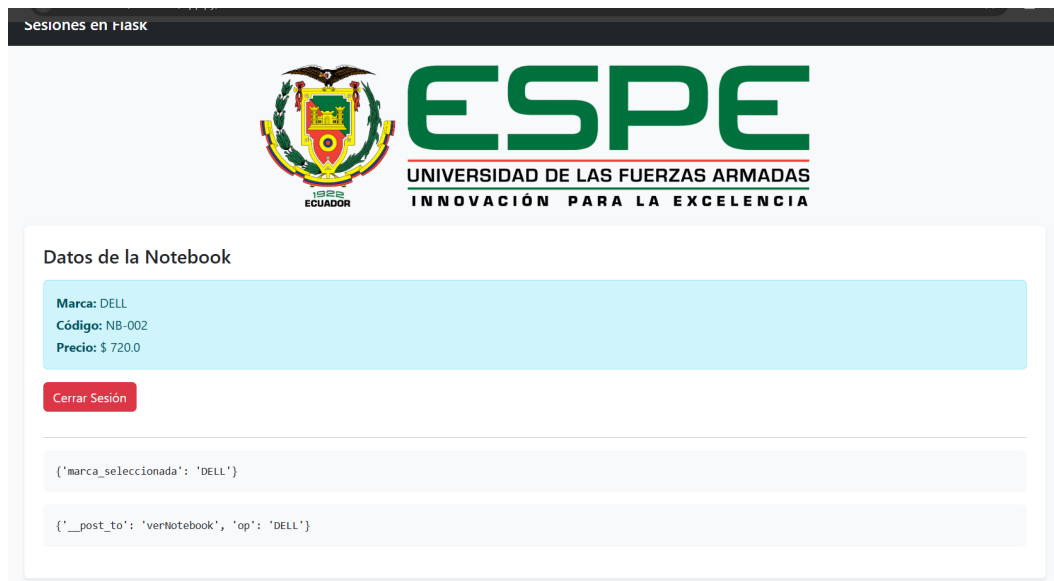 Sesiones en Flask
ESPE
UNIVERSIDAD DE LAS FUERZAS ARMADAS
INNOVACIÓN PARA LA EXCELENCIA
1922
ECUADOR
Datos de la Notebook
Marca: DELL
Código: NB-002
Precio: $ 720.0
Cerrar Sesión
{'marca_seleccionada': 'DELL'}
{'__post_to': 'verNotebook', 'op': 'DELL'}